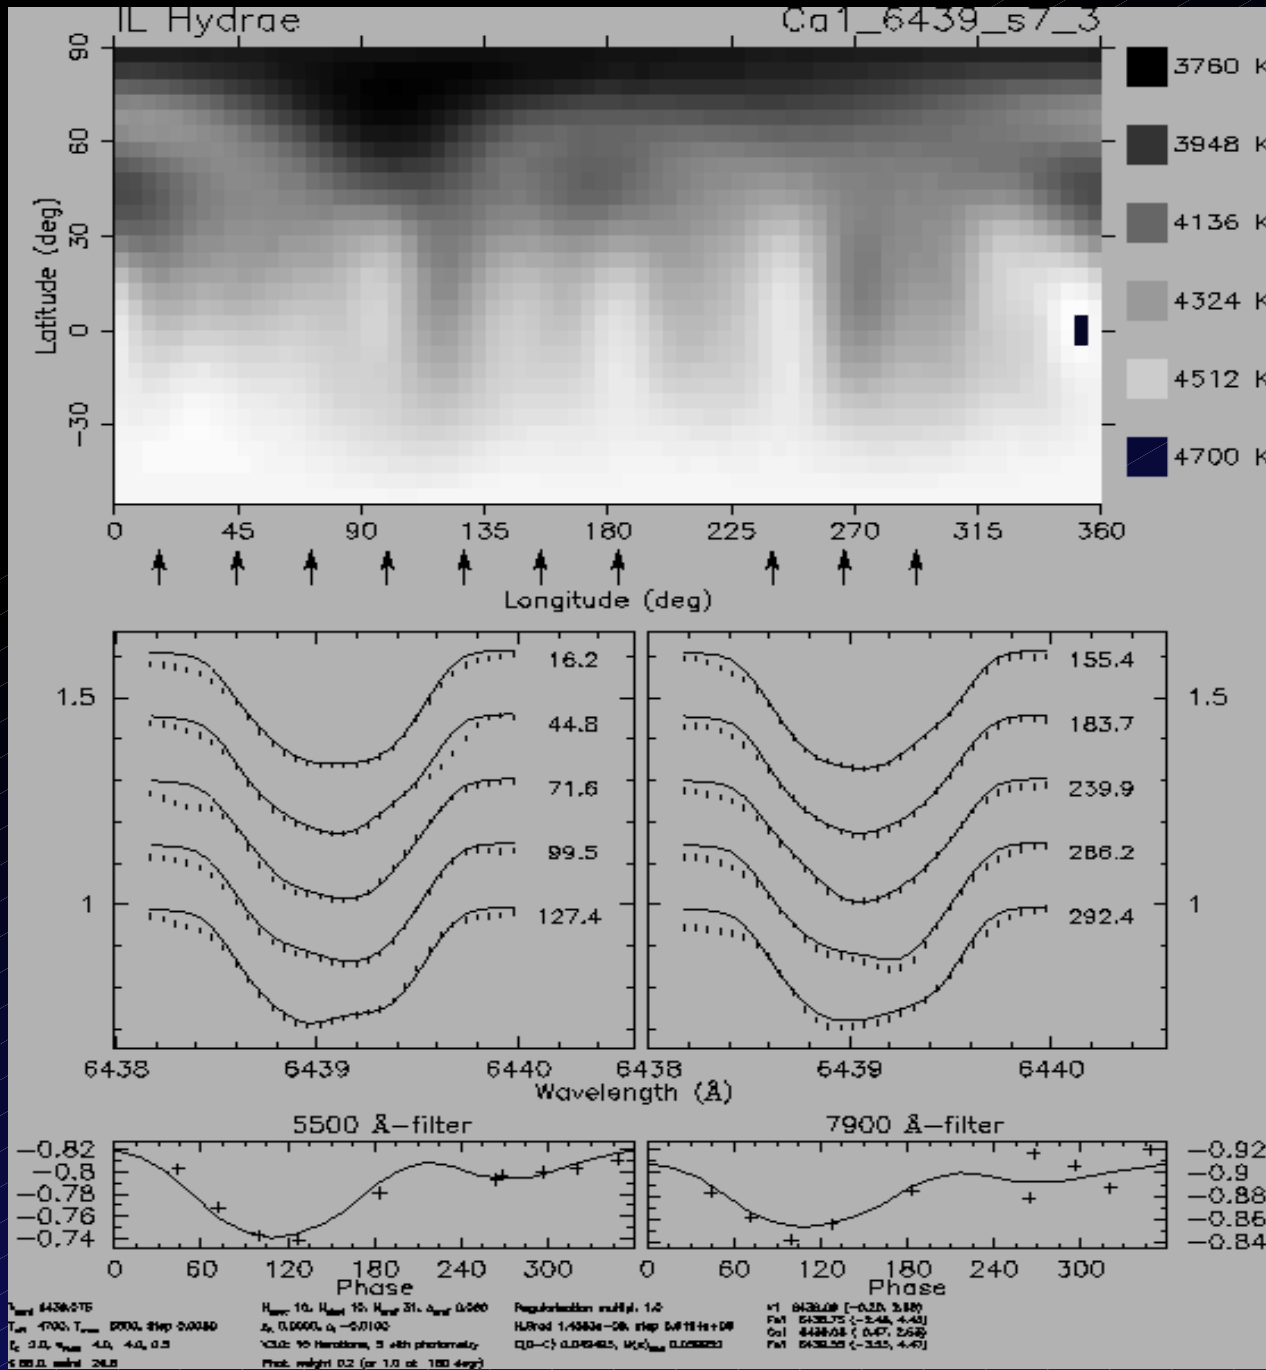 IL Hydrae
Ca1_6439_s7_3
90
60
30
0
-30
Latitude (deg)
3760 K
3948 K
4136 K
4324 K
4512 K
4700 K
0 45 90 135 180 225 270 315 360
Longitude (deg)
1.5
1
16.2
44.8
71.6
99.5
127.4
155.4
183.7
239.9
286.2
292.4
1.5
1
6438 6439 6440 6438 6439 6440
Wavelength (Å)
5500 Å-filter
7900 Å-filter
-0.82
-0.8
-0.78
-0.76
-0.74
-0.92
-0.9
-0.88
-0.86
-0.84
0 60 120 180 240 300
0 60 120 180 240 300
Phase
Phase